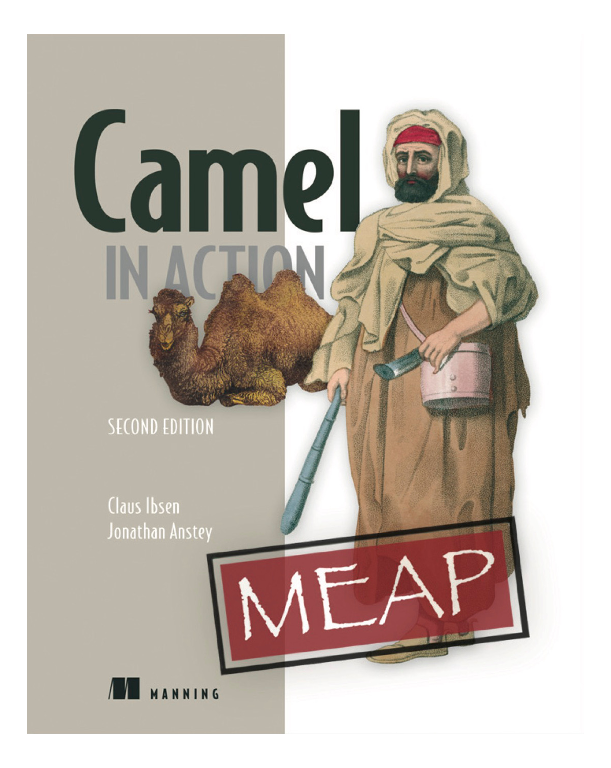 Camel
IN ACTION
SECOND EDITION
Claus Ibsen
Jonathan Anstey
MEAP
MANNING